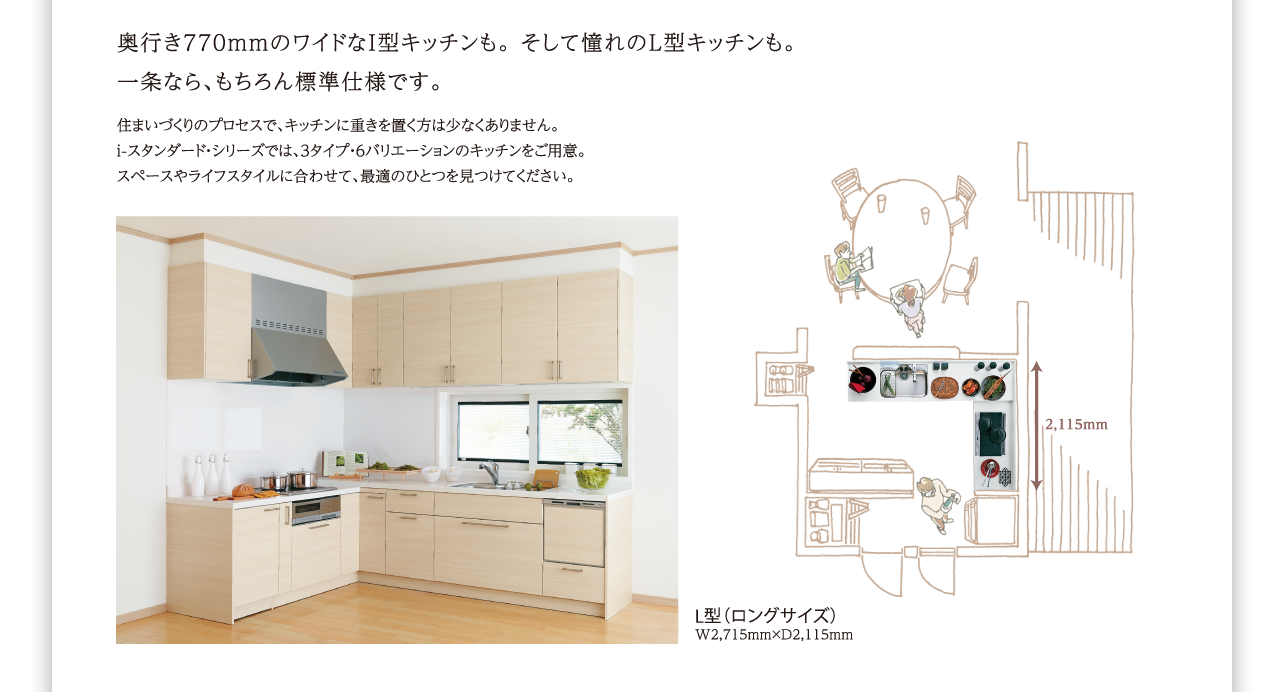 奥行き770mmのワイドなI型キッチンも。そして憧れのL型キッチンも。
一条なら、もちろん標準仕様です。
住まいづくりのプロセスで、キッチンに重きを置く方は少なくありません。
i-スタンダード・シリーズでは、3タイプ・6バリエーションのキッチンをご用意。
スペースやライフスタイルに合わせて、最適のひとつを見つけてください。
2,115mm
L型（ロングサイズ）
W2,715mm×D2,115mm